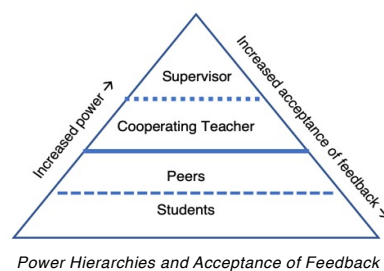 Supervisor
Cooperating Teacher
Peers
Students
Increased power →
Increased acceptance of feedback →
Power Hierarchies and Acceptance of Feedback